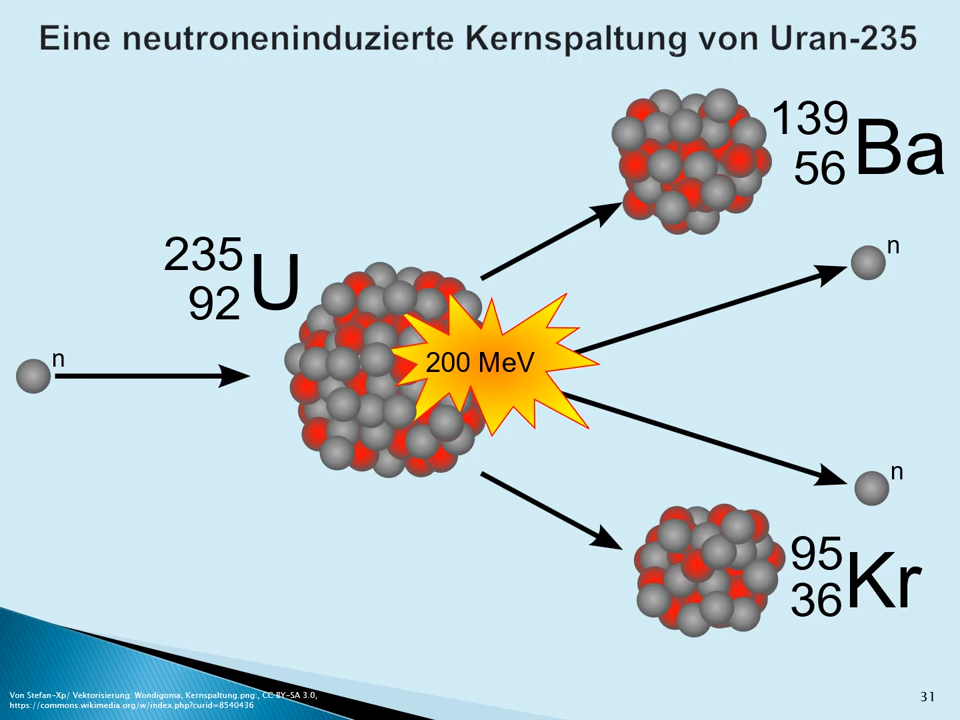 Eine neutroneninduzierte Kernspaltung von Uran-235
139
56
Ba
n
235
92
U
n
200 MeV
n
95
36
Kr
Von Stefan-Xp/ Vektorisierung: Wondigoma, Kernspaltung.png:, CC BY-SA 3.0,
https://commons.wikimedia.org/w/index.php?curid=8540436
31